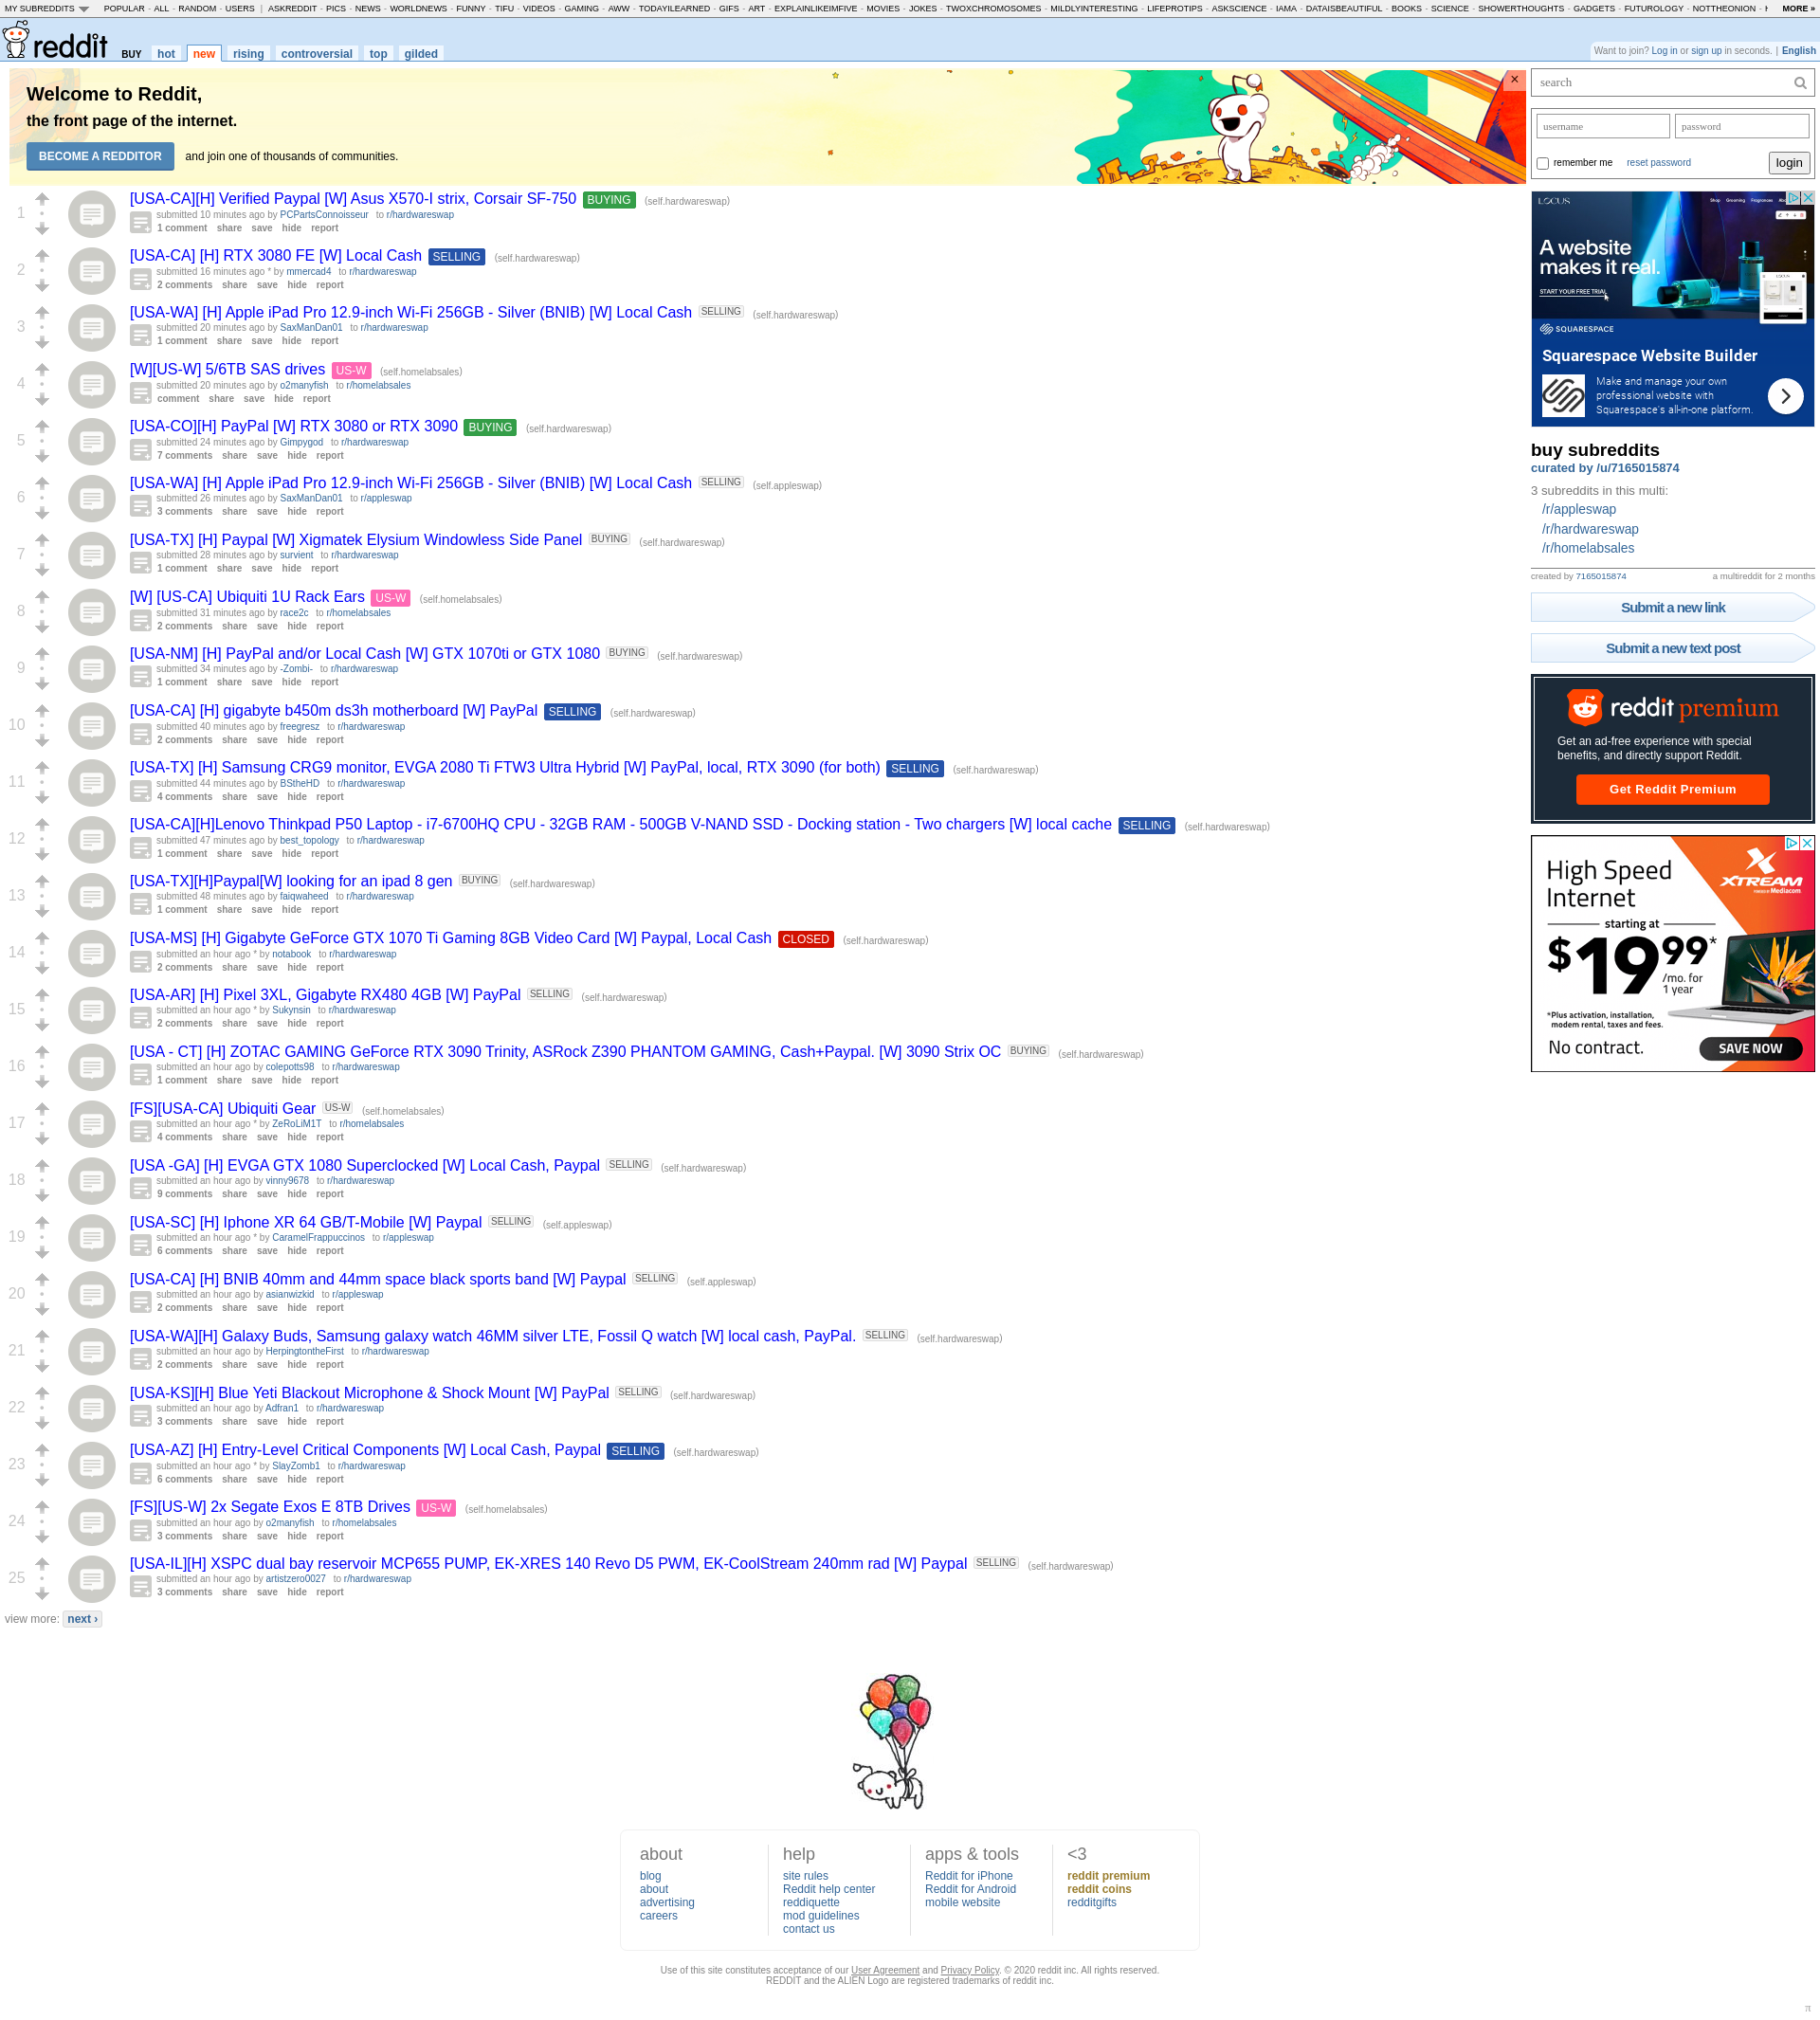 MY SUBREDDITS POPULAR - ALL - RANDOM - USERS | ASKREDDIT - PICS - NEWS - WORLDNEWS - FUNNY - TIFU - VIDEOS - GAMING - AWW - TODAYILEARNED - GIFS - ART - EXPLAINLIKEIMFIVE - MOVIES - JOKES - TWOXCHROMOSOMES - MILDLYINTERESTING - LIFEPROTIPS - ASKSCIENCE - IAMA - DATAISBEAUTIFUL - BOOKS - SCIENCE - SHOWERTHOUGHTS - GADGETS - FUTUROLOGY - NOTTHEONION - MORE »
reddit BUY hot new rising controversial top gilded
Want to join? Log in or sign up in seconds. | English
Welcome to Reddit,
the front page of the internet.
BECOME A REDDITOR and join one of thousands of communities.
×
1
[USA-CA][H] Verified Paypal [W] Asus X570-I strix, Corsair SF-750 BUYING (self.hardwareswap)
submitted 10 minutes ago by PCPartsConnoisseur to r/hardwareswap
1 comment share save hide report
2
[USA-CA] [H] RTX 3080 FE [W] Local Cash SELLING (self.hardwareswap)
submitted 16 minutes ago * by mmercad4 to r/hardwareswap
2 comments share save hide report
3
[USA-WA] [H] Apple iPad Pro 12.9-inch Wi-Fi 256GB - Silver (BNIB) [W] Local Cash SELLING (self.hardwareswap)
submitted 20 minutes ago by SaxManDan01 to r/hardwareswap
1 comment share save hide report
4
[W][US-W] 5/6TB SAS drives US-W (self.homelabsales)
submitted 20 minutes ago by o2manyfish to r/homelabsales
comment share save hide report
5
[USA-CO][H] PayPal [W] RTX 3080 or RTX 3090 BUYING (self.hardwareswap)
submitted 24 minutes ago by Gimpygod to r/hardwareswap
7 comments share save hide report
6
[USA-WA] [H] Apple iPad Pro 12.9-inch Wi-Fi 256GB - Silver (BNIB) [W] Local Cash SELLING (self.appleswap)
submitted 26 minutes ago by SaxManDan01 to r/appleswap
3 comments share save hide report
7
[USA-TX] [H] Paypal [W] Xigmatek Elysium Windowless Side Panel BUYING (self.hardwareswap)
submitted 28 minutes ago by survient to r/hardwareswap
1 comment share save hide report
8
[W] [US-CA] Ubiquiti 1U Rack Ears US-W (self.homelabsales)
submitted 31 minutes ago by race2c to r/homelabsales
2 comments share save hide report
9
[USA-NM] [H] PayPal and/or Local Cash [W] GTX 1070ti or GTX 1080 BUYING (self.hardwareswap)
submitted 34 minutes ago by -Zombi- to r/hardwareswap
1 comment share save hide report
10
[USA-CA] [H] gigabyte b450m ds3h motherboard [W] PayPal SELLING (self.hardwareswap)
submitted 40 minutes ago by freegresz to r/hardwareswap
2 comments share save hide report
11
[USA-TX] [H] Samsung CRG9 monitor, EVGA 2080 Ti FTW3 Ultra Hybrid [W] PayPal, local, RTX 3090 (for both) SELLING (self.hardwareswap)
submitted 44 minutes ago by BStheHD to r/hardwareswap
4 comments share save hide report
12
[USA-CA][H]Lenovo Thinkpad P50 Laptop - i7-6700HQ CPU - 32GB RAM - 500GB V-NAND SSD - Docking station - Two chargers [W] local cache SELLING (self.hardwareswap)
submitted 47 minutes ago by best_topology to r/hardwareswap
1 comment share save hide report
13
[USA-TX][H]Paypal[W] looking for an ipad 8 gen BUYING (self.hardwareswap)
submitted 48 minutes ago by faiqwaheed to r/hardwareswap
1 comment share save hide report
14
[USA-MS] [H] Gigabyte GeForce GTX 1070 Ti Gaming 8GB Video Card [W] Paypal, Local Cash CLOSED (self.hardwareswap)
submitted an hour ago * by notabook to r/hardwareswap
2 comments share save hide report
15
[USA-AR] [H] Pixel 3XL, Gigabyte RX480 4GB [W] PayPal SELLING (self.hardwareswap)
submitted an hour ago * by Sukynsin to r/hardwareswap
2 comments share save hide report
16
[USA - CT] [H] ZOTAC GAMING GeForce RTX 3090 Trinity, ASRock Z390 PHANTOM GAMING, Cash+Paypal. [W] 3090 Strix OC BUYING (self.hardwareswap)
submitted an hour ago by colepotts98 to r/hardwareswap
1 comment share save hide report
17
[FS][USA-CA] Ubiquiti Gear US-W (self.homelabsales)
submitted an hour ago * by ZeRoLiM1T to r/homelabsales
4 comments share save hide report
18
[USA -GA] [H] EVGA GTX 1080 Superclocked [W] Local Cash, Paypal SELLING (self.hardwareswap)
submitted an hour ago by vinny9678 to r/hardwareswap
9 comments share save hide report
19
[USA-SC] [H] Iphone XR 64 GB/T-Mobile [W] Paypal SELLING (self.appleswap)
submitted an hour ago * by CaramelFrappuccinos to r/appleswap
6 comments share save hide report
20
[USA-CA] [H] BNIB 40mm and 44mm space black sports band [W] Paypal SELLING (self.appleswap)
submitted an hour ago by asianwizkid to r/appleswap
2 comments share save hide report
21
[USA-WA][H] Galaxy Buds, Samsung galaxy watch 46MM silver LTE, Fossil Q watch [W] local cash, PayPal. SELLING (self.hardwareswap)
submitted an hour ago by HerpingtontheFirst to r/hardwareswap
2 comments share save hide report
22
[USA-KS][H] Blue Yeti Blackout Microphone & Shock Mount [W] PayPal SELLING (self.hardwareswap)
submitted an hour ago by Adfran1 to r/hardwareswap
3 comments share save hide report
23
[USA-AZ] [H] Entry-Level Critical Components [W] Local Cash, Paypal SELLING (self.hardwareswap)
submitted an hour ago * by SlayZomb1 to r/hardwareswap
6 comments share save hide report
24
[FS][US-W] 2x Segate Exos E 8TB Drives US-W (self.homelabsales)
submitted an hour ago by o2manyfish to r/homelabsales
3 comments share save hide report
25
[USA-IL][H] XSPC dual bay reservoir MCP655 PUMP, EK-XRES 140 Revo D5 PWM, EK-CoolStream 240mm rad [W] Paypal SELLING (self.hardwareswap)
submitted an hour ago by artistzero0027 to r/hardwareswap
3 comments share save hide report
view more: next ›
search
username password
remember me reset password login
LOCUS
A website
makes it real.
START YOUR FREE TRIAL
SQUARESPACE
Squarespace Website Builder
Make and manage your own
professional website with
Squarespace's all-in-one platform.
buy subreddits
curated by /u/7165015874
3 subreddits in this multi:
/r/appleswap
/r/hardwareswap
/r/homelabsales
created by 7165015874 a multireddit for 2 months
Submit a new link
Submit a new text post
reddit premium
Get an ad-free experience with special
benefits, and directly support Reddit.
Get Reddit Premium
High Speed
Internet
XTREAM
Mediacom
starting at
$19 99*
/mo. for
1 year
*Plus activation, installation,
modem rental, taxes and fees.
No contract. SAVE NOW
about
blog
about
advertising
careers
help
site rules
Reddit help center
reddiquette
mod guidelines
contact us
apps & tools
Reddit for iPhone
Reddit for Android
mobile website
<3
reddit premium
reddit coins
redditgifts
Use of this site constitutes acceptance of our User Agreement and Privacy Policy. © 2020 reddit inc. All rights reserved.
REDDIT and the ALIEN Logo are registered trademarks of reddit inc.
π